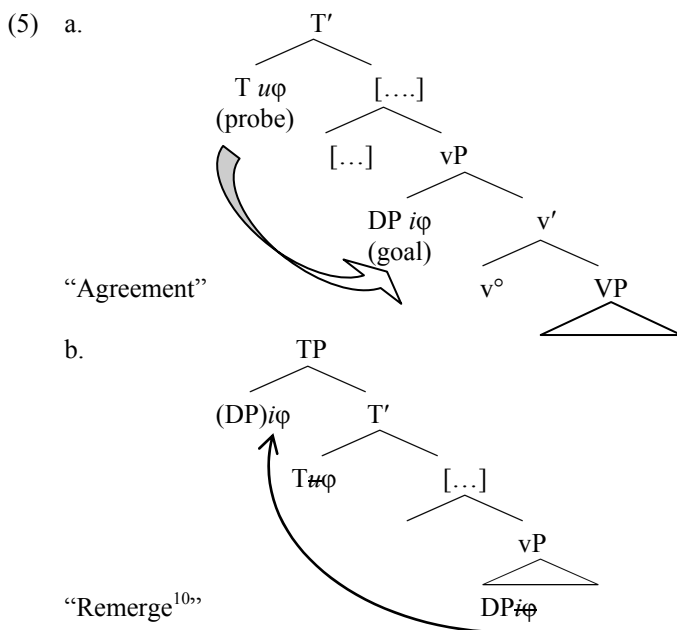 (5) a. T′
T uφ [….]
(probe)
[…] vP
DP iφ v′
(goal)
“Agreement” v° VP
b. TP
(DP)iφ T′
Tuφ […]
vP
“Remerge¹⁰” DPiφ